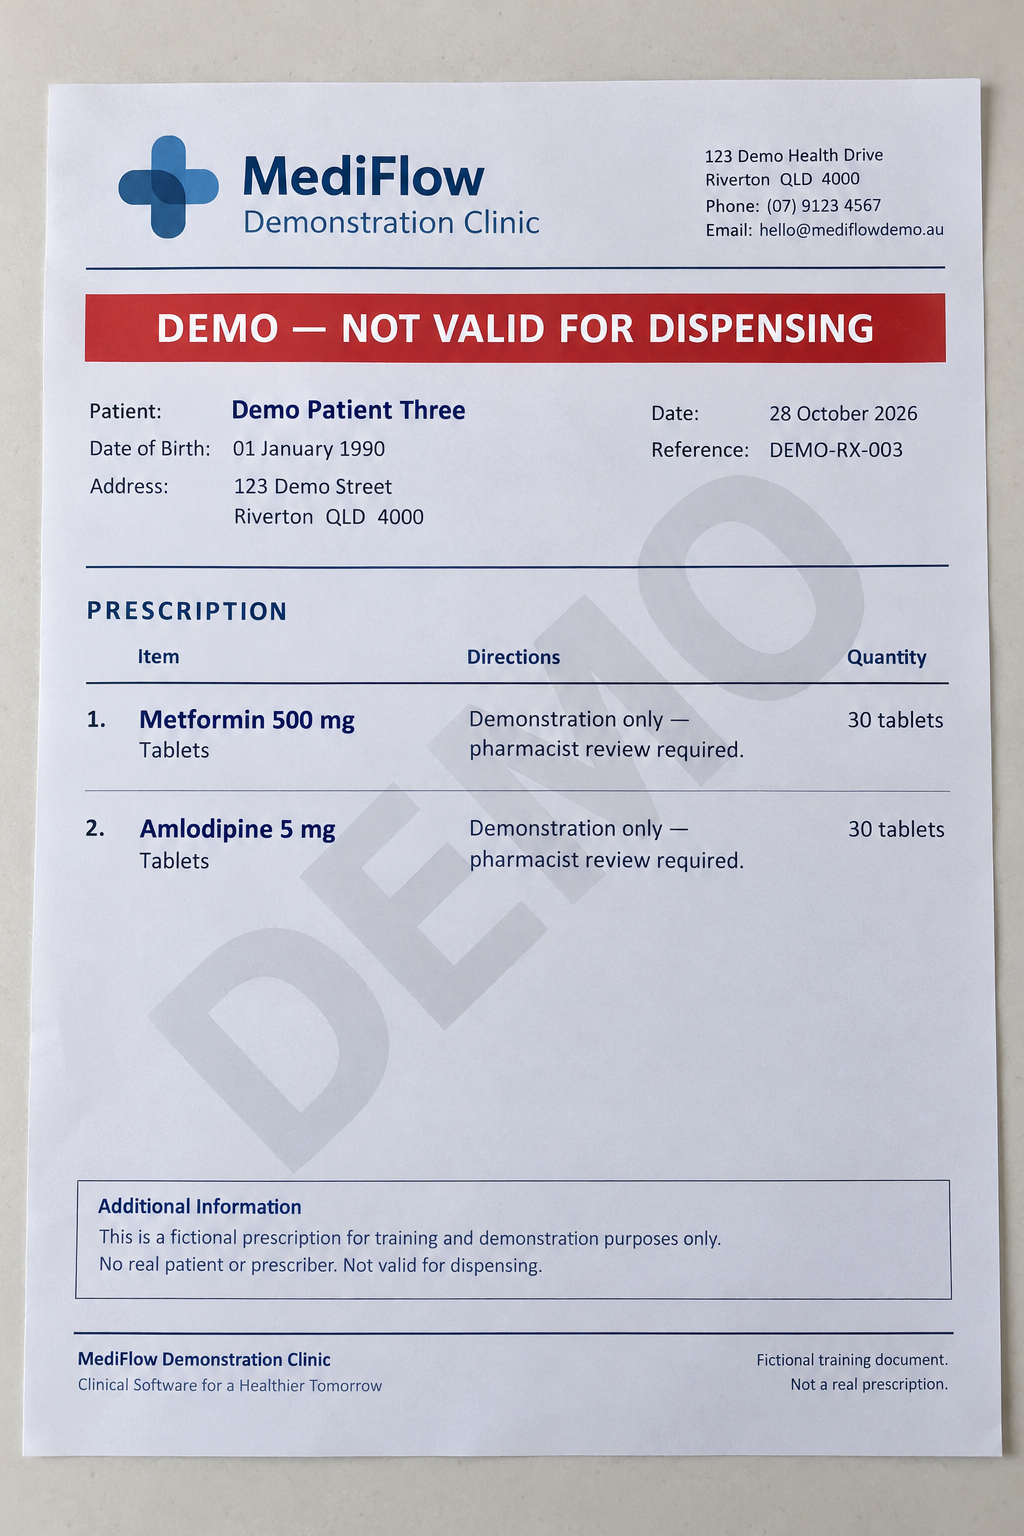 MediFlow
Demonstration Clinic
123 Demo Health Drive
Riverton QLD 4000
Phone: (07) 9123 4567
Email: hello@mediflowdemo.au
DEMO — NOT VALID FOR DISPENSING
Patient: Demo Patient Three
Date of Birth: 01 January 1990
Address: 123 Demo Street
Riverton QLD 4000
Date: 28 October 2026
Reference: DEMO-RX-003
PRESCRIPTION
Item Directions Quantity
1. Metformin 500 mg Demonstration only — 30 tablets
Tablets pharmacist review required.
2. Amlodipine 5 mg Demonstration only — 30 tablets
Tablets pharmacist review required.
DEMO
Additional Information
This is a fictional prescription for training and demonstration purposes only.
No real patient or prescriber. Not valid for dispensing.
MediFlow Demonstration Clinic
Clinical Software for a Healthier Tomorrow
Fictional training document.
Not a real prescription.